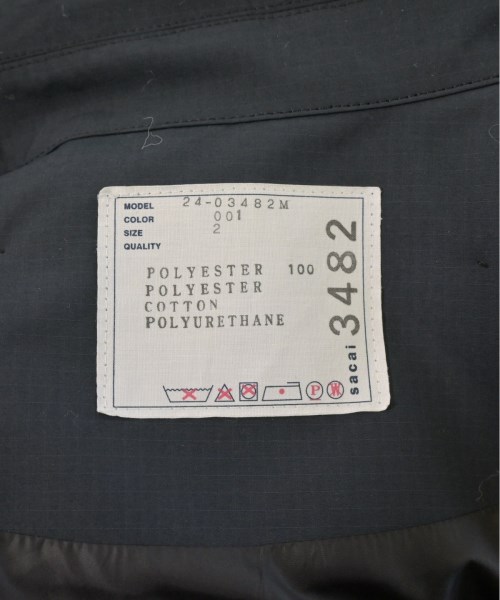 MODEL 24-03482M
COLOR 001
SIZE 2
QUALITY
POLYESTER 100
POLYESTER
COTTON
POLYURETHANE
P W
sacai 3482